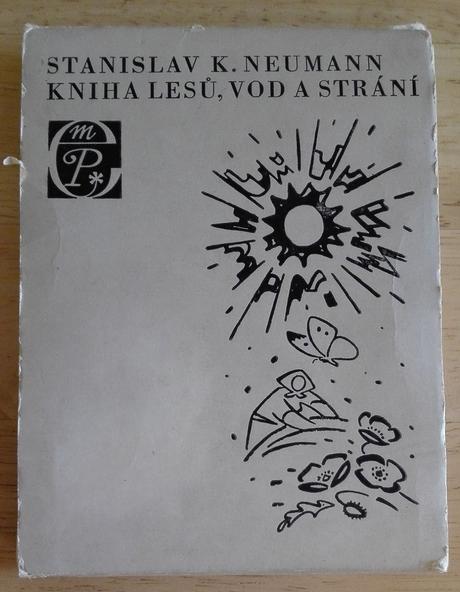 STANISLAV K. NEUMANN
KNIHA LESŮ, VOD A STRÁNÍ
m
P*